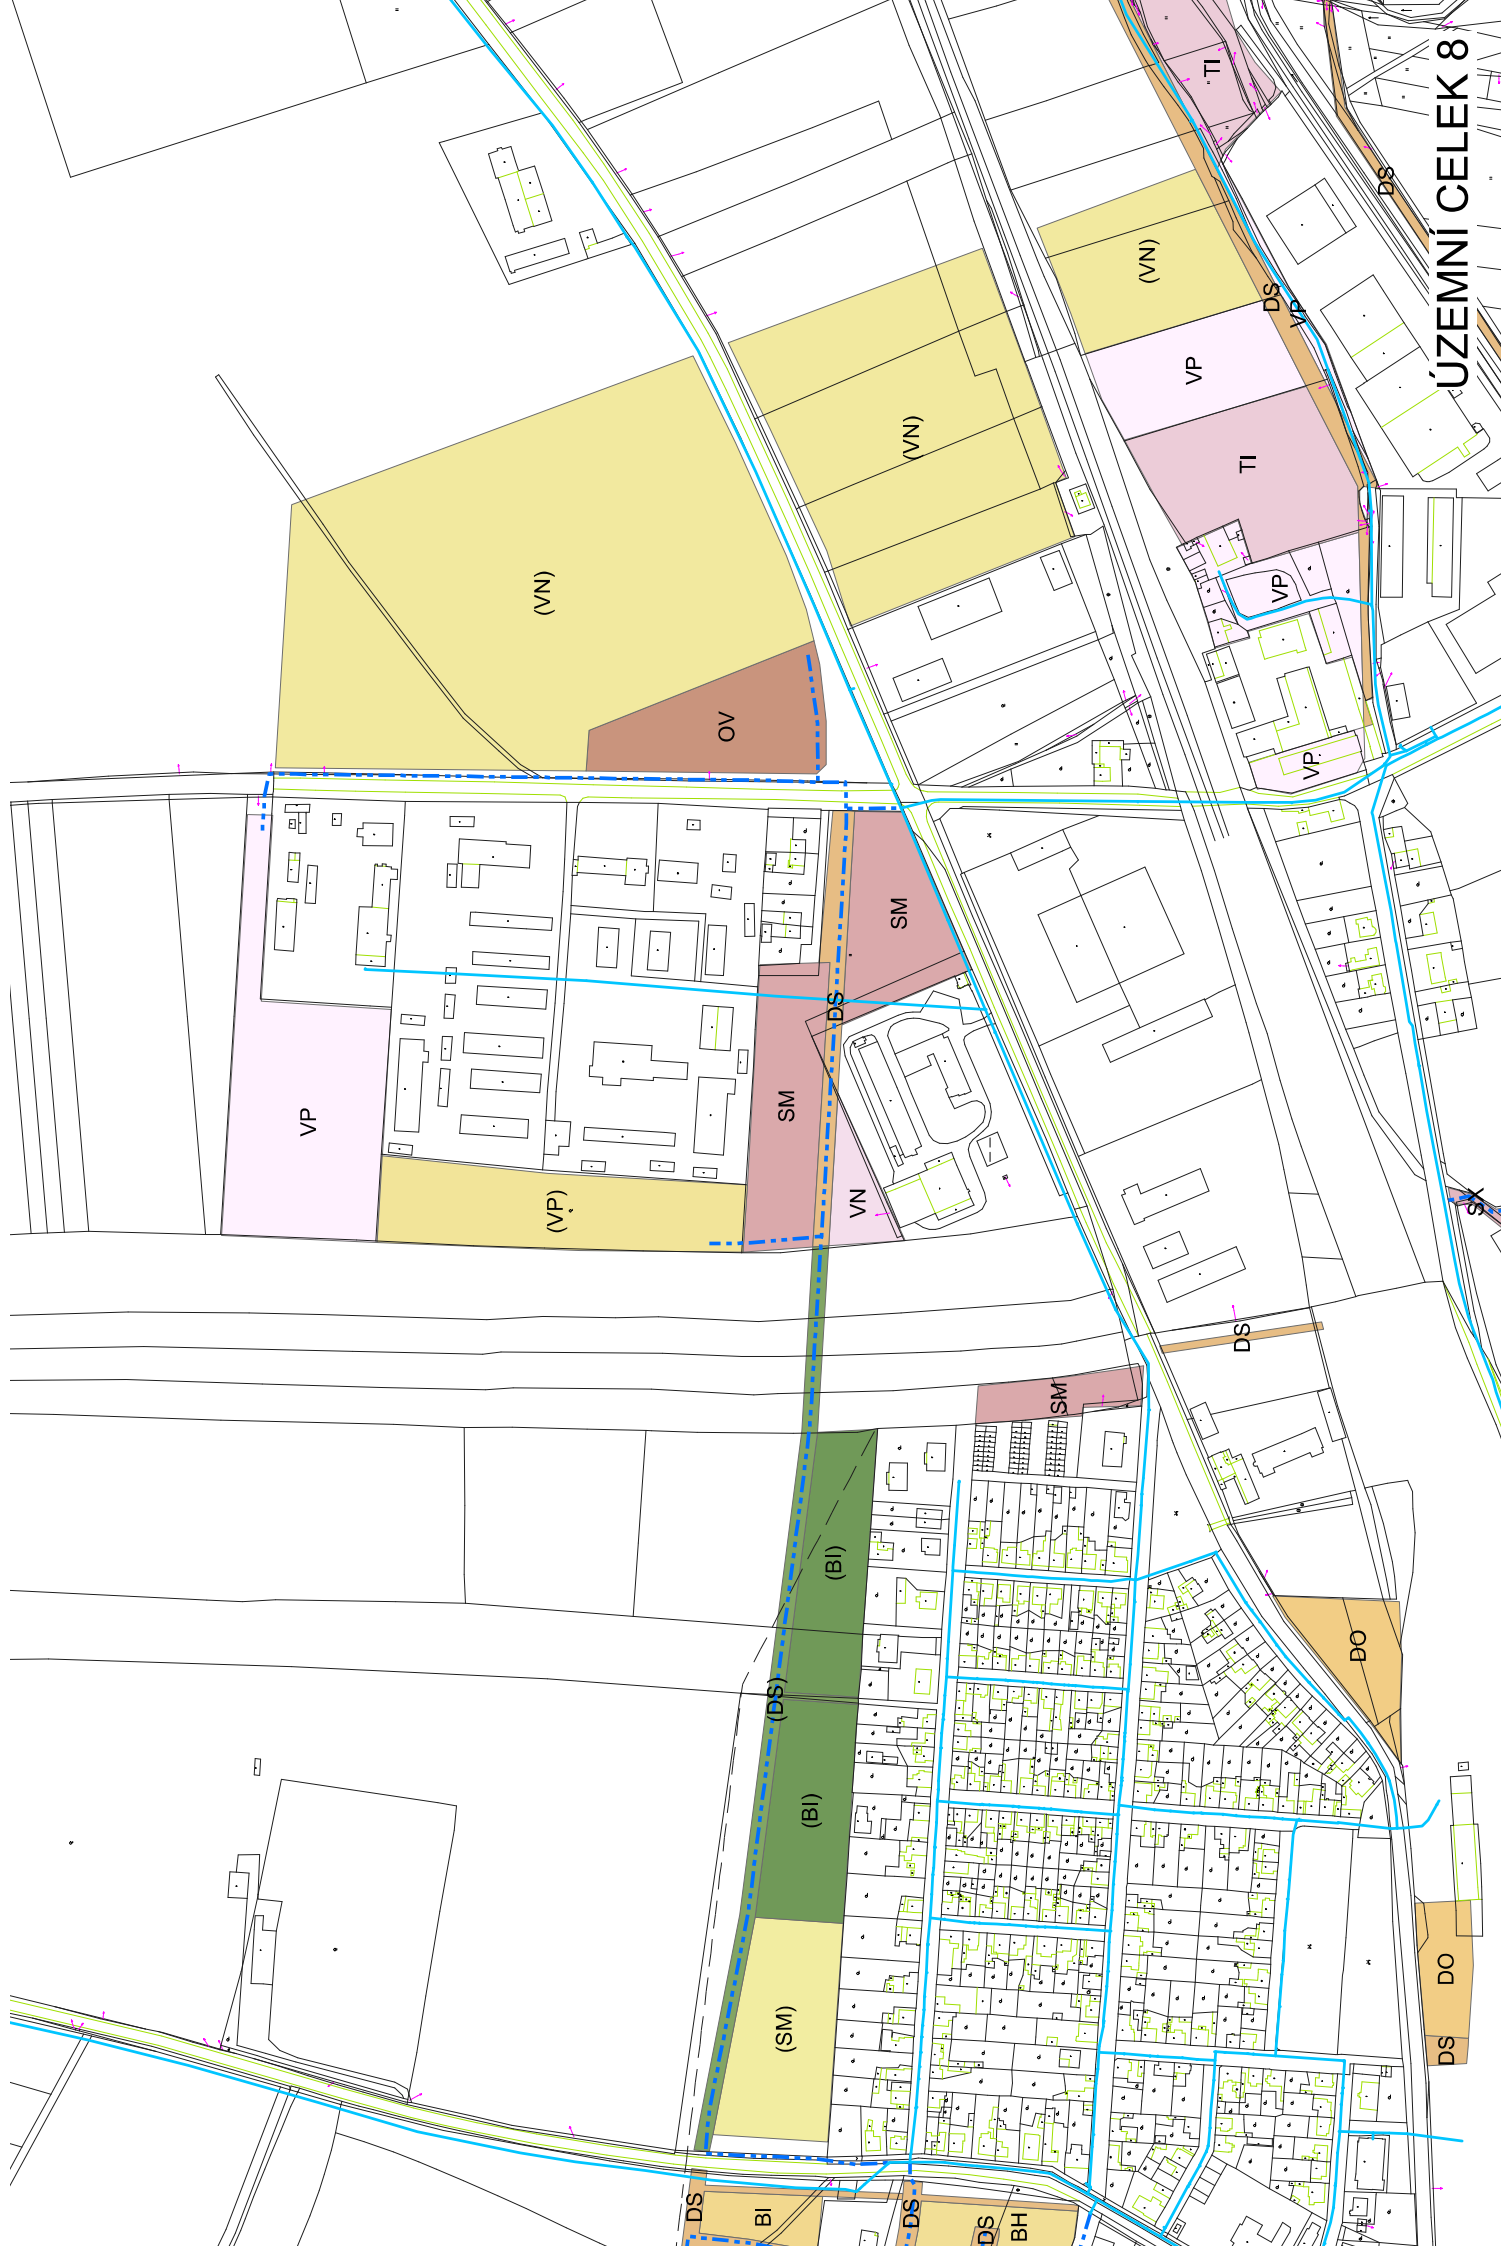 ÚZEMNÍ CELEK 8
TI
DS
(VN)
DS
VP
VP
(VN)
TI
(VN)
VP
OV
VP
SM
DS
SM
VP
VN
(VP)
SX
DS
SM
(BI)
DO
(DS)
(BI)
DO
(SM)
DS
DS
BI
DS
DS
BH